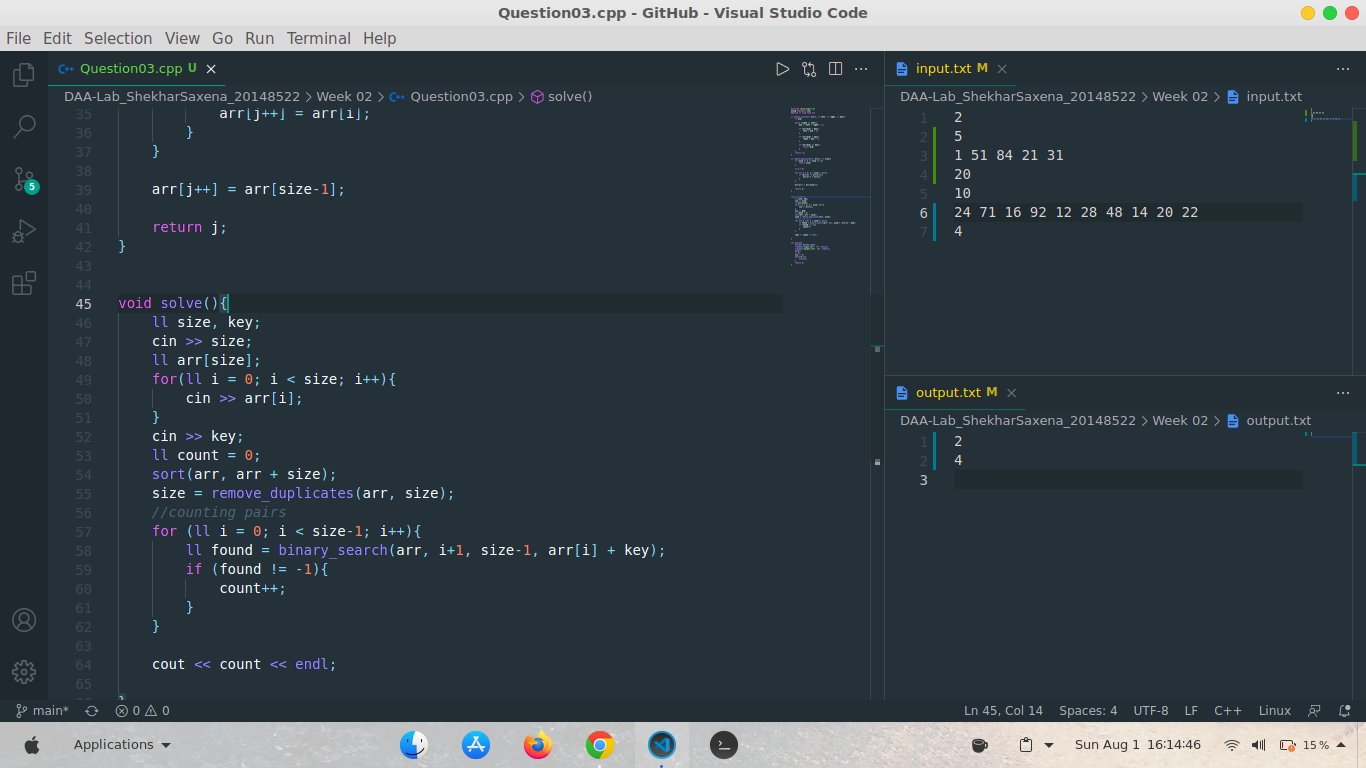 Question03.cpp - GitHub - Visual Studio Code
File Edit Selection View Go Run Terminal Help
Question03.cpp U
DAA-Lab_ShekharSaxena_20148522 > Week 02 > Question03.cpp > solve()
35 arr[j++] = arr[i];
36 }
37 }
38
39 arr[j++] = arr[size-1];
40
41 return j;
42 }
43
44
45 void solve(){
46 ll size, key;
47 cin >> size;
48 ll arr[size];
49 for(ll i = 0; i < size; i++){
50 cin >> arr[i];
51 }
52 cin >> key;
53 ll count = 0;
54 sort(arr, arr + size);
55 size = remove_duplicates(arr, size);
56 //counting pairs
57 for (ll i = 0; i < size-1; i++){
58 ll found = binary_search(arr, i+1, size-1, arr[i] + key);
59 if (found != -1){
60 count++;
61 }
62 }
63
64 cout << count << endl;
65
input.txt M
DAA-Lab_ShekharSaxena_20148522 > Week 02 > input.txt
1 2
2 5
3 1 51 84 21 31
4 20
5 10
6 24 71 16 92 12 28 48 14 20 22
7 4
output.txt M
DAA-Lab_ShekharSaxena_20148522 > Week 02 > output.txt
1 2
2 4
3
5
main* 0 0 Ln 45, Col 14 Spaces: 4 UTF-8 LF C++ Linux
Applications Sun Aug 1 16:14:46 15 %